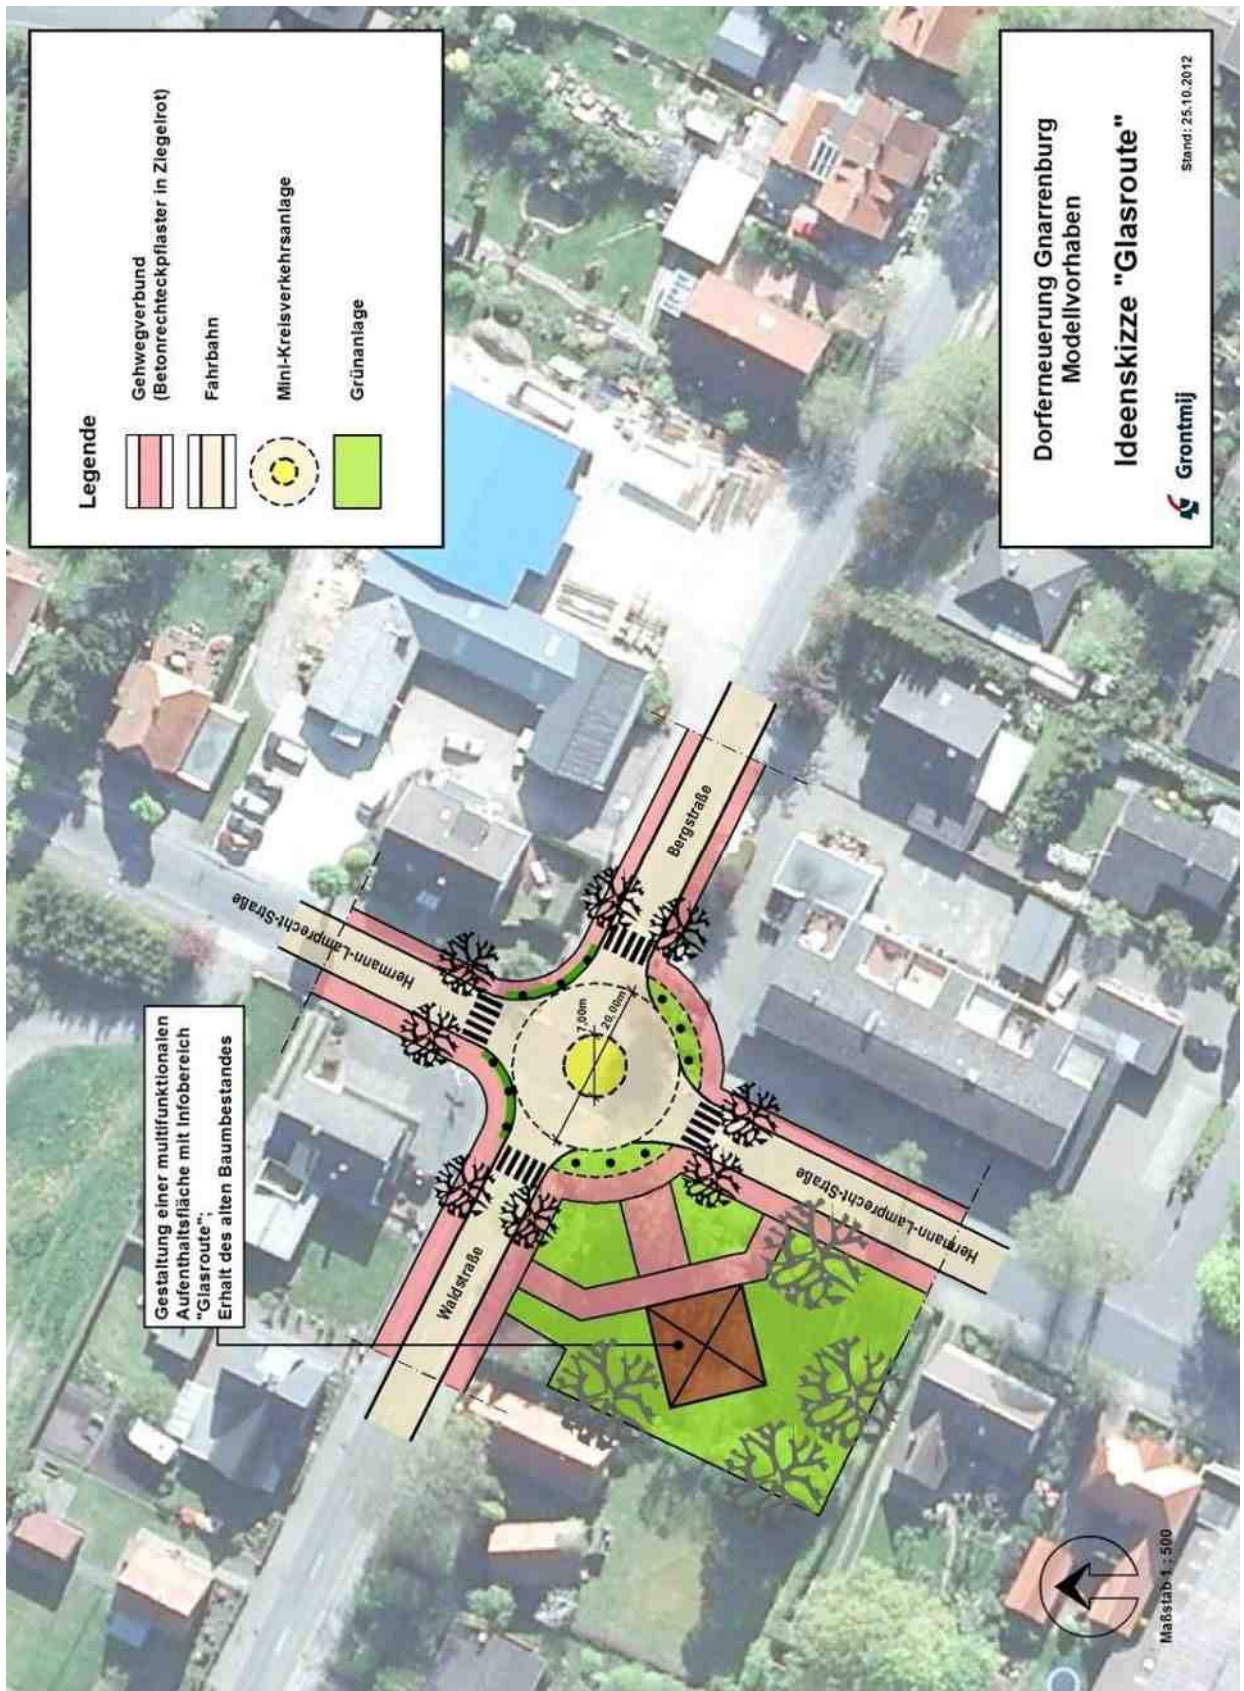 Legende
Gehwegverbund
(Betonrechteckpflaster in Ziegelrot)
Fahrbahn
Mini-Kreisverkehrsanlage
Grünanlage
Gestaltung einer multifunktionalen
Aufenthaltsfläche mit Infobereich
"Glasroute";
Erhalt des alten Baumbestandes
Hermann-Lamprecht-Straße
Bergstraße
7,00m
20,00m
Waldstraße
Hermann-Lamprecht-Straße
Dorferneuerung Gnarrenburg
Modellvorhaben
Ideenskizze "Glasroute"
Grontmij
Stand: 25.10.2012
Maßstab 1 : 500